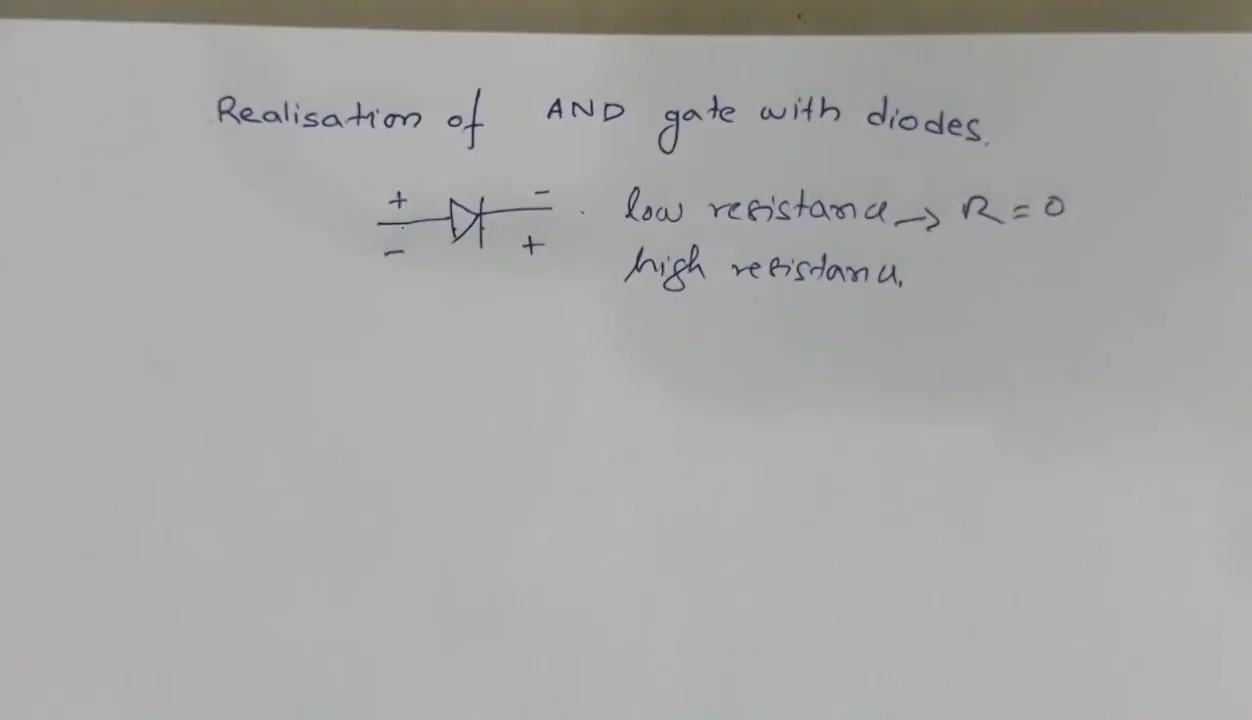 Realisation of AND gate with diodes.
+ - low resistance → R = 0
- + high resistance.